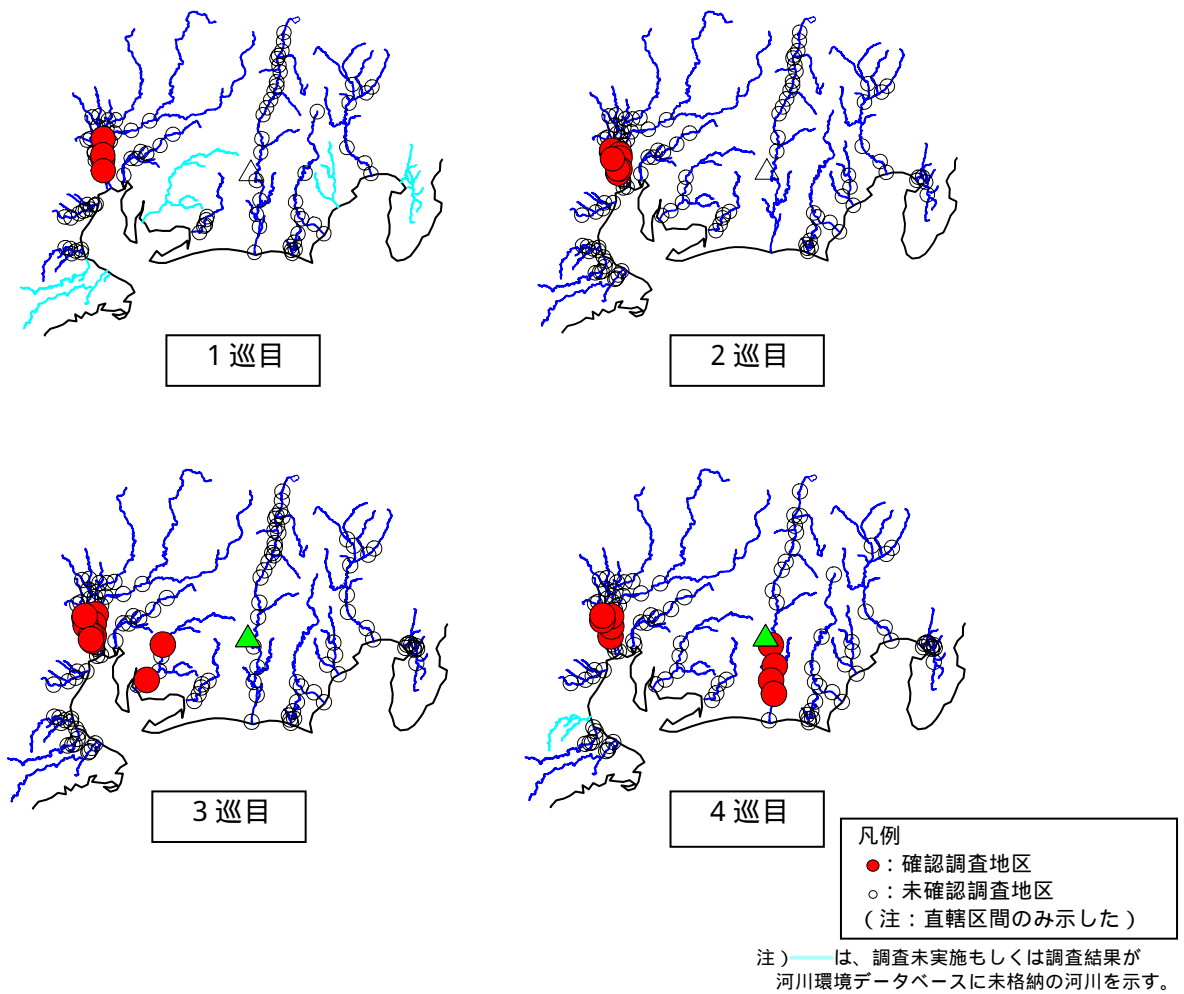 1巡目
2巡目
3巡目
4巡目
凡例
●：確認調査地区
○：未確認調査地区
（注：直轄区間のみ示した）
注）━━は、調査未実施もしくは調査結果が
河川環境データベースに未格納の河川を示す。